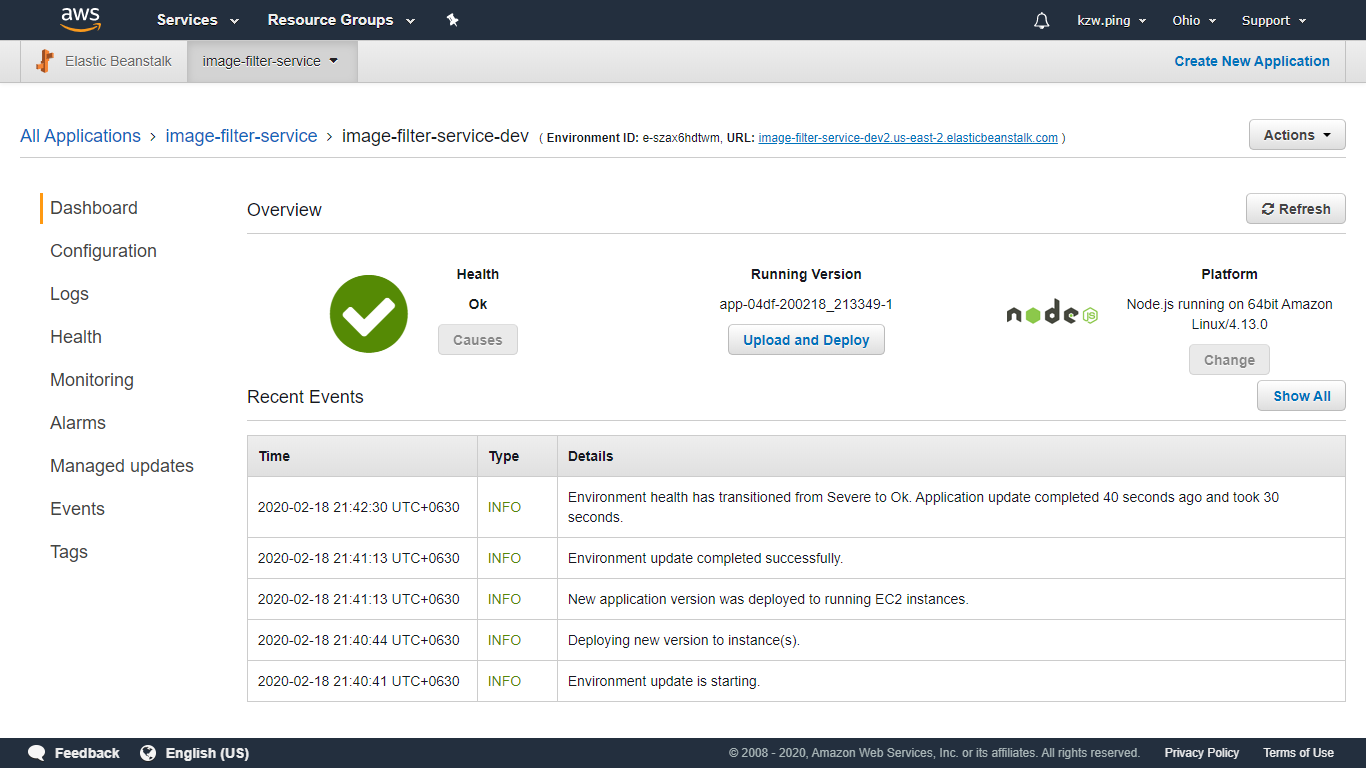 aws Services Resource Groups kzw.ping Ohio Support
Elastic Beanstalk image-filter-service Create New Application
All Applications › image-filter-service › image-filter-service-dev ( Environment ID: e-szax6hdtwm, URL: image-filter-service-dev2.us-east-2.elasticbeanstalk.com ) Actions
Dashboard
Configuration
Logs
Health
Monitoring
Alarms
Managed updates
Events
Tags
Overview Refresh
Health
Ok
Causes
Running Version
app-04df-200218_213349-1
Upload and Deploy
node JS
Platform
Node.js running on 64bit Amazon
Linux/4.13.0
Change
Recent Events Show All
Time Type Details
2020-02-18 21:42:30 UTC+0630 INFO Environment health has transitioned from Severe to Ok. Application update completed 40 seconds ago and took 30
seconds.
2020-02-18 21:41:13 UTC+0630 INFO Environment update completed successfully.
2020-02-18 21:41:13 UTC+0630 INFO New application version was deployed to running EC2 instances.
2020-02-18 21:40:44 UTC+0630 INFO Deploying new version to instance(s).
2020-02-18 21:40:41 UTC+0630 INFO Environment update is starting.
Feedback English (US) © 2008 - 2020, Amazon Web Services, Inc. or its affiliates. All rights reserved. Privacy Policy Terms of Use